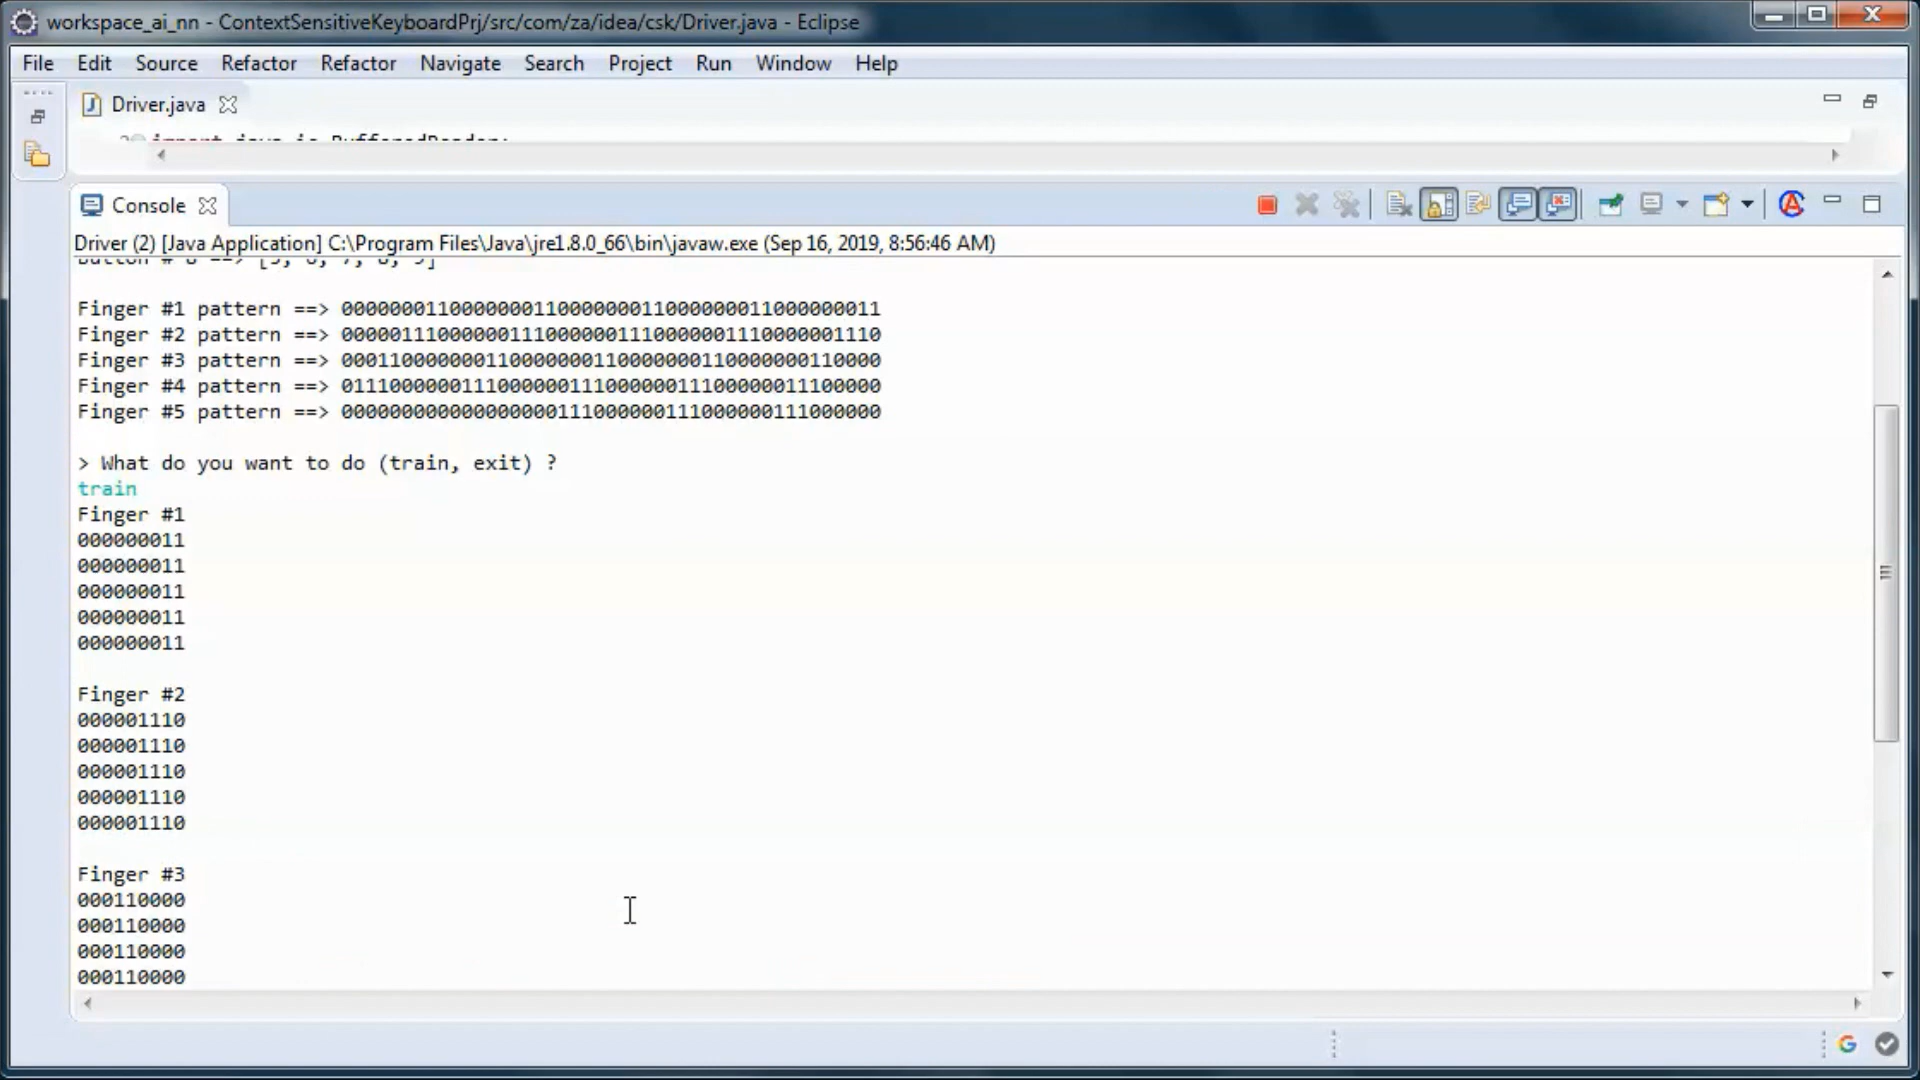 workspace_ai_nn - ContextSensitiveKeyboardPrj/src/com/za/idea/csk/Driver.java - Eclipse
File Edit Source Refactor Refactor Navigate Search Project Run Window Help
Driver.java
import java.io.BufferedReader;
Console
Driver (2) [Java Application] C:\Program Files\Java\jre1.8.0_66\bin\javaw.exe (Sep 16, 2019, 8:56:46 AM)
Finger #1 pattern ==> 000000011000000011000000011000000011000000011
Finger #2 pattern ==> 000001110000001110000001110000001110000001110
Finger #3 pattern ==> 000110000000110000000110000000110000000110000
Finger #4 pattern ==> 011100000011100000011100000011100000011100000
Finger #5 pattern ==> 000000000000000000111000000111000000111000000
> What do you want to do (train, exit) ?
train
Finger #1
000000011
000000011
000000011
000000011
000000011
Finger #2
000001110
000001110
000001110
000001110
000001110
Finger #3
000110000
000110000
000110000
000110000